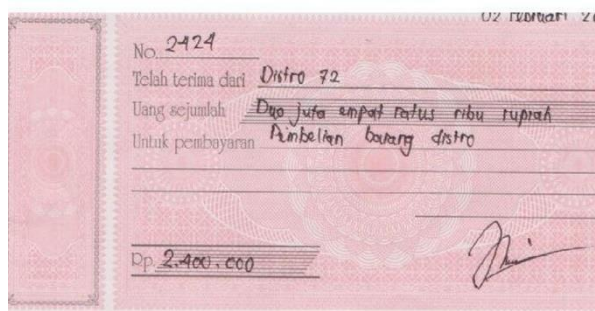 02 Februari 2
No. 2424
Telah terima dari Distro 72
Uang sejumlah Dua juta empat ratus ribu rupiah
Untuk pembayaran Pembelian barang distro
Rp. 2.400.000